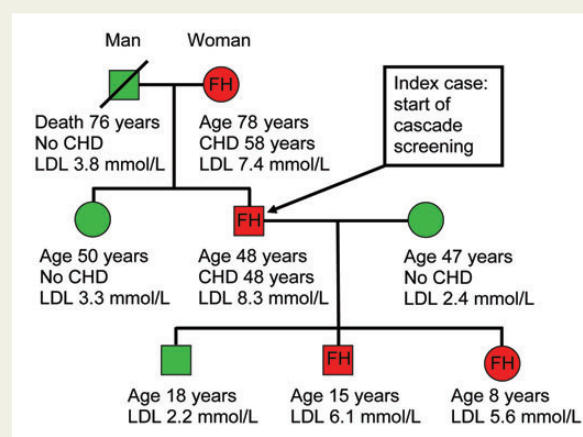 Man
Woman
FH
Death 76 years
No CHD
LDL 3.8 mmol/L
Age 78 years
CHD 58 years
LDL 7.4 mmol/L
Index case:
start of
cascade
screening
FH
Age 50 years
No CHD
LDL 3.3 mmol/L
Age 48 years
CHD 48 years
LDL 8.3 mmol/L
Age 47 years
No CHD
LDL 2.4 mmol/L
FH
FH
Age 18 years
LDL 2.2 mmol/L
Age 15 years
LDL 6.1 mmol/L
Age 8 years
LDL 5.6 mmol/L